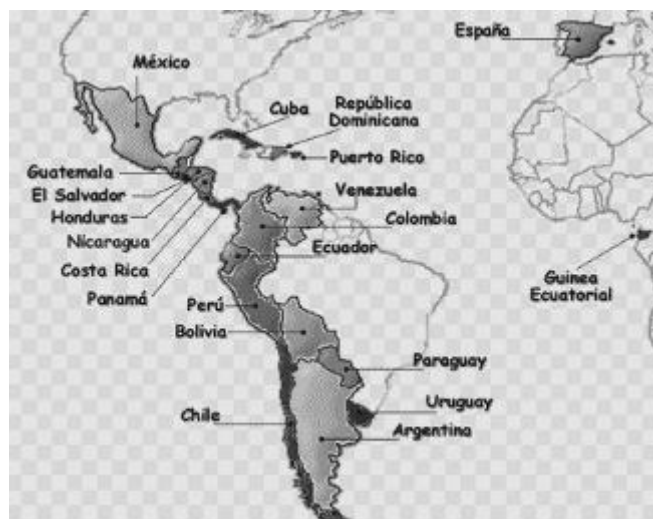 España
México
Cuba
República
Dominicana
Puerto Rico
Guatemala
El Salvador
Honduras
Nicaragua
Costa Rica
Panamá
Venezuela
Colombia
Ecuador
Guinea
Ecuatorial
Perú
Bolivia
Paraguay
Chile
Uruguay
Argentina